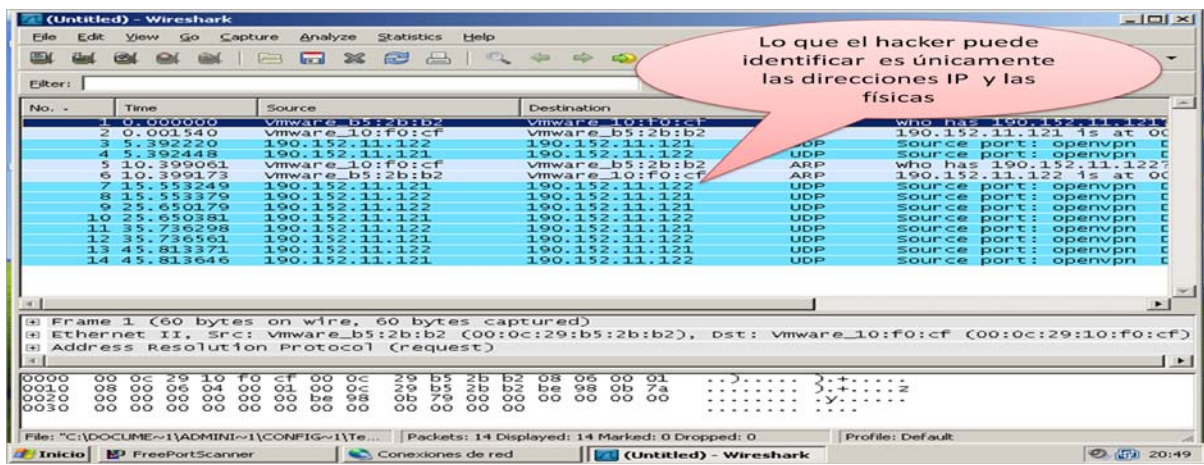 (Untitled) - Wireshark
File Edit View Go Capture Analyze Statistics Help
Lo que el hacker puede
identificar es únicamente
las direcciones IP y las
físicas
Filter:
No. - Time Source Destination
1 0.000000 Vmware_b5:2b:b2 Vmware_10:f0:cf who has 190.152.11.121?
2 0.001540 Vmware_10:f0:cf Vmware_b5:2b:b2 190.152.11.121 is at 00
3 5.392220 190.152.11.122 190.152.11.121 UDP Source port: openvpn D
4 5.392448 190.152.11.121 190.152.11.122 UDP Source port: openvpn D
5 10.399061 Vmware_10:f0:cf Vmware_b5:2b:b2 ARP who has 190.152.11.122?
6 10.399173 Vmware_b5:2b:b2 Vmware_10:f0:cf ARP 190.152.11.122 is at 00
7 15.553249 190.152.11.121 190.152.11.122 UDP Source port: openvpn D
8 15.553379 190.152.11.122 190.152.11.121 UDP Source port: openvpn D
9 25.650179 190.152.11.122 190.152.11.121 UDP Source port: openvpn D
10 25.650381 190.152.11.121 190.152.11.122 UDP Source port: openvpn D
11 35.736298 190.152.11.122 190.152.11.121 UDP Source port: openvpn D
12 35.736561 190.152.11.121 190.152.11.122 UDP Source port: openvpn D
13 45.813371 190.152.11.122 190.152.11.121 UDP Source port: openvpn D
14 45.813646 190.152.11.121 190.152.11.122 UDP Source port: openvpn D
Frame 1 (60 bytes on wire, 60 bytes captured)
Ethernet II, Src: Vmware_b5:2b:b2 (00:0c:29:b5:2b:b2), Dst: Vmware_10:f0:cf (00:0c:29:10:f0:cf)
Address Resolution Protocol (request)
0000 00 0c 29 10 f0 cf 00 0c 29 b5 2b b2 08 06 00 01 ..)..... ).+.....
0010 08 00 06 04 00 01 00 0c 29 b5 2b b2 be 98 0b 7a ........ ).+....z
0020 00 00 00 00 00 00 be 98 0b 79 00 00 00 00 00 00 ........ .y......
0030 00 00 00 00 00 00 00 00 00 00 00 00 ........ ....
File: "C:\DOCUME~1\ADMINI~1\CONFIG~1\Te... Packets: 14 Displayed: 14 Marked: 0 Dropped: 0 Profile: Default
Inicio FreePortScanner Conexiones de red (Untitled) - Wireshark 20:49